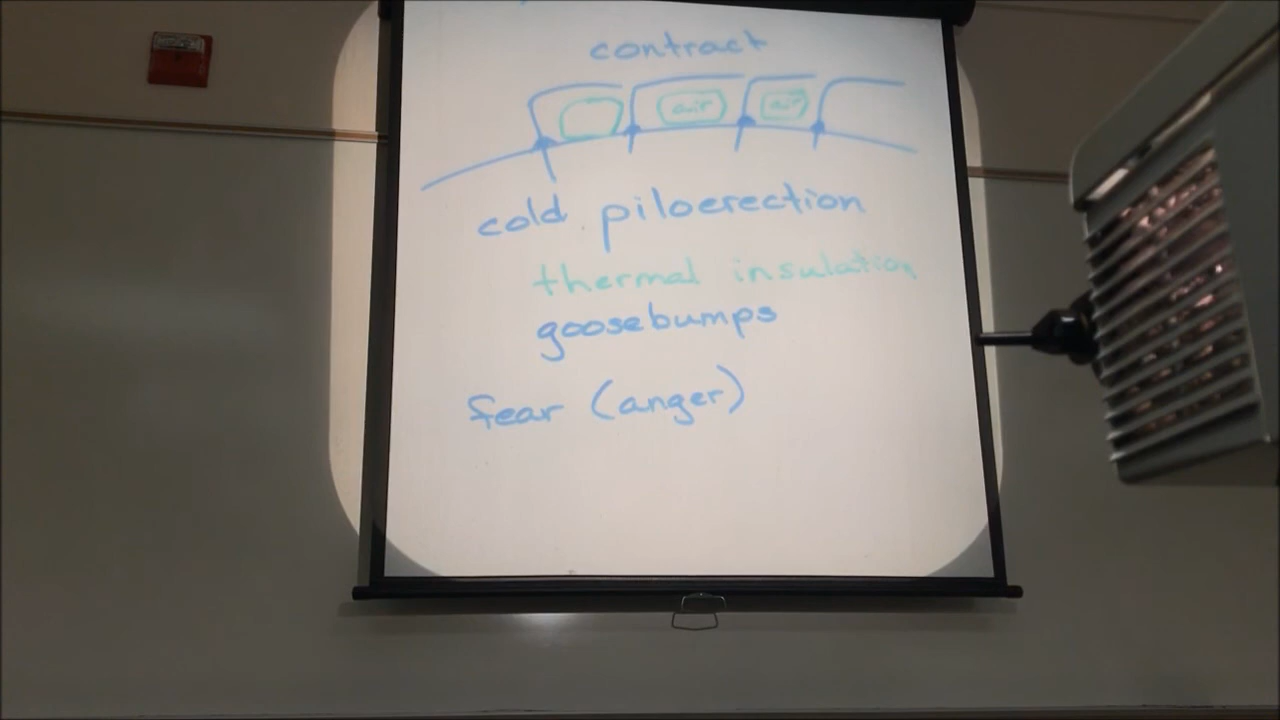 contract
air air
cold piloerection
thermal insulation
goosebumps
fear (anger)